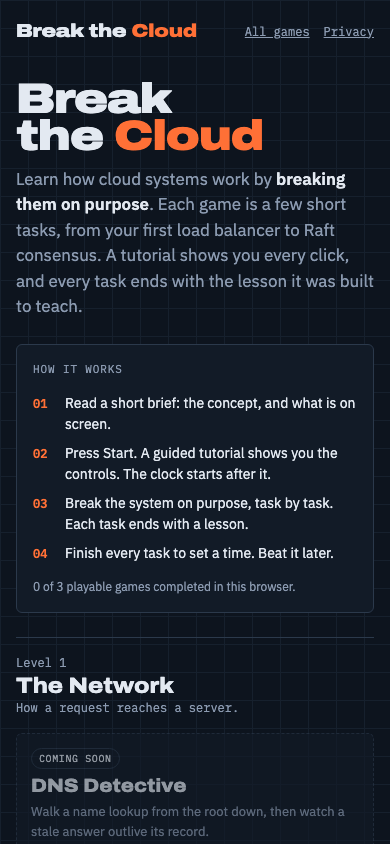 Break the Cloud
All games Privacy
Break
the Cloud
Learn how cloud systems work by breaking
them on purpose. Each game is a few short
tasks, from your first load balancer to Raft
consensus. A tutorial shows you every click,
and every task ends with the lesson it was built
to teach.
HOW IT WORKS
01 Read a short brief: the concept, and what is on
screen.
02 Press Start. A guided tutorial shows you the
controls. The clock starts after it.
03 Break the system on purpose, task by task.
Each task ends with a lesson.
04 Finish every task to set a time. Beat it later.
0 of 3 playable games completed in this browser.
Level 1
The Network
How a request reaches a server.
COMING SOON
DNS Detective
Walk a name lookup from the root down, then watch a
stale answer outlive its record.